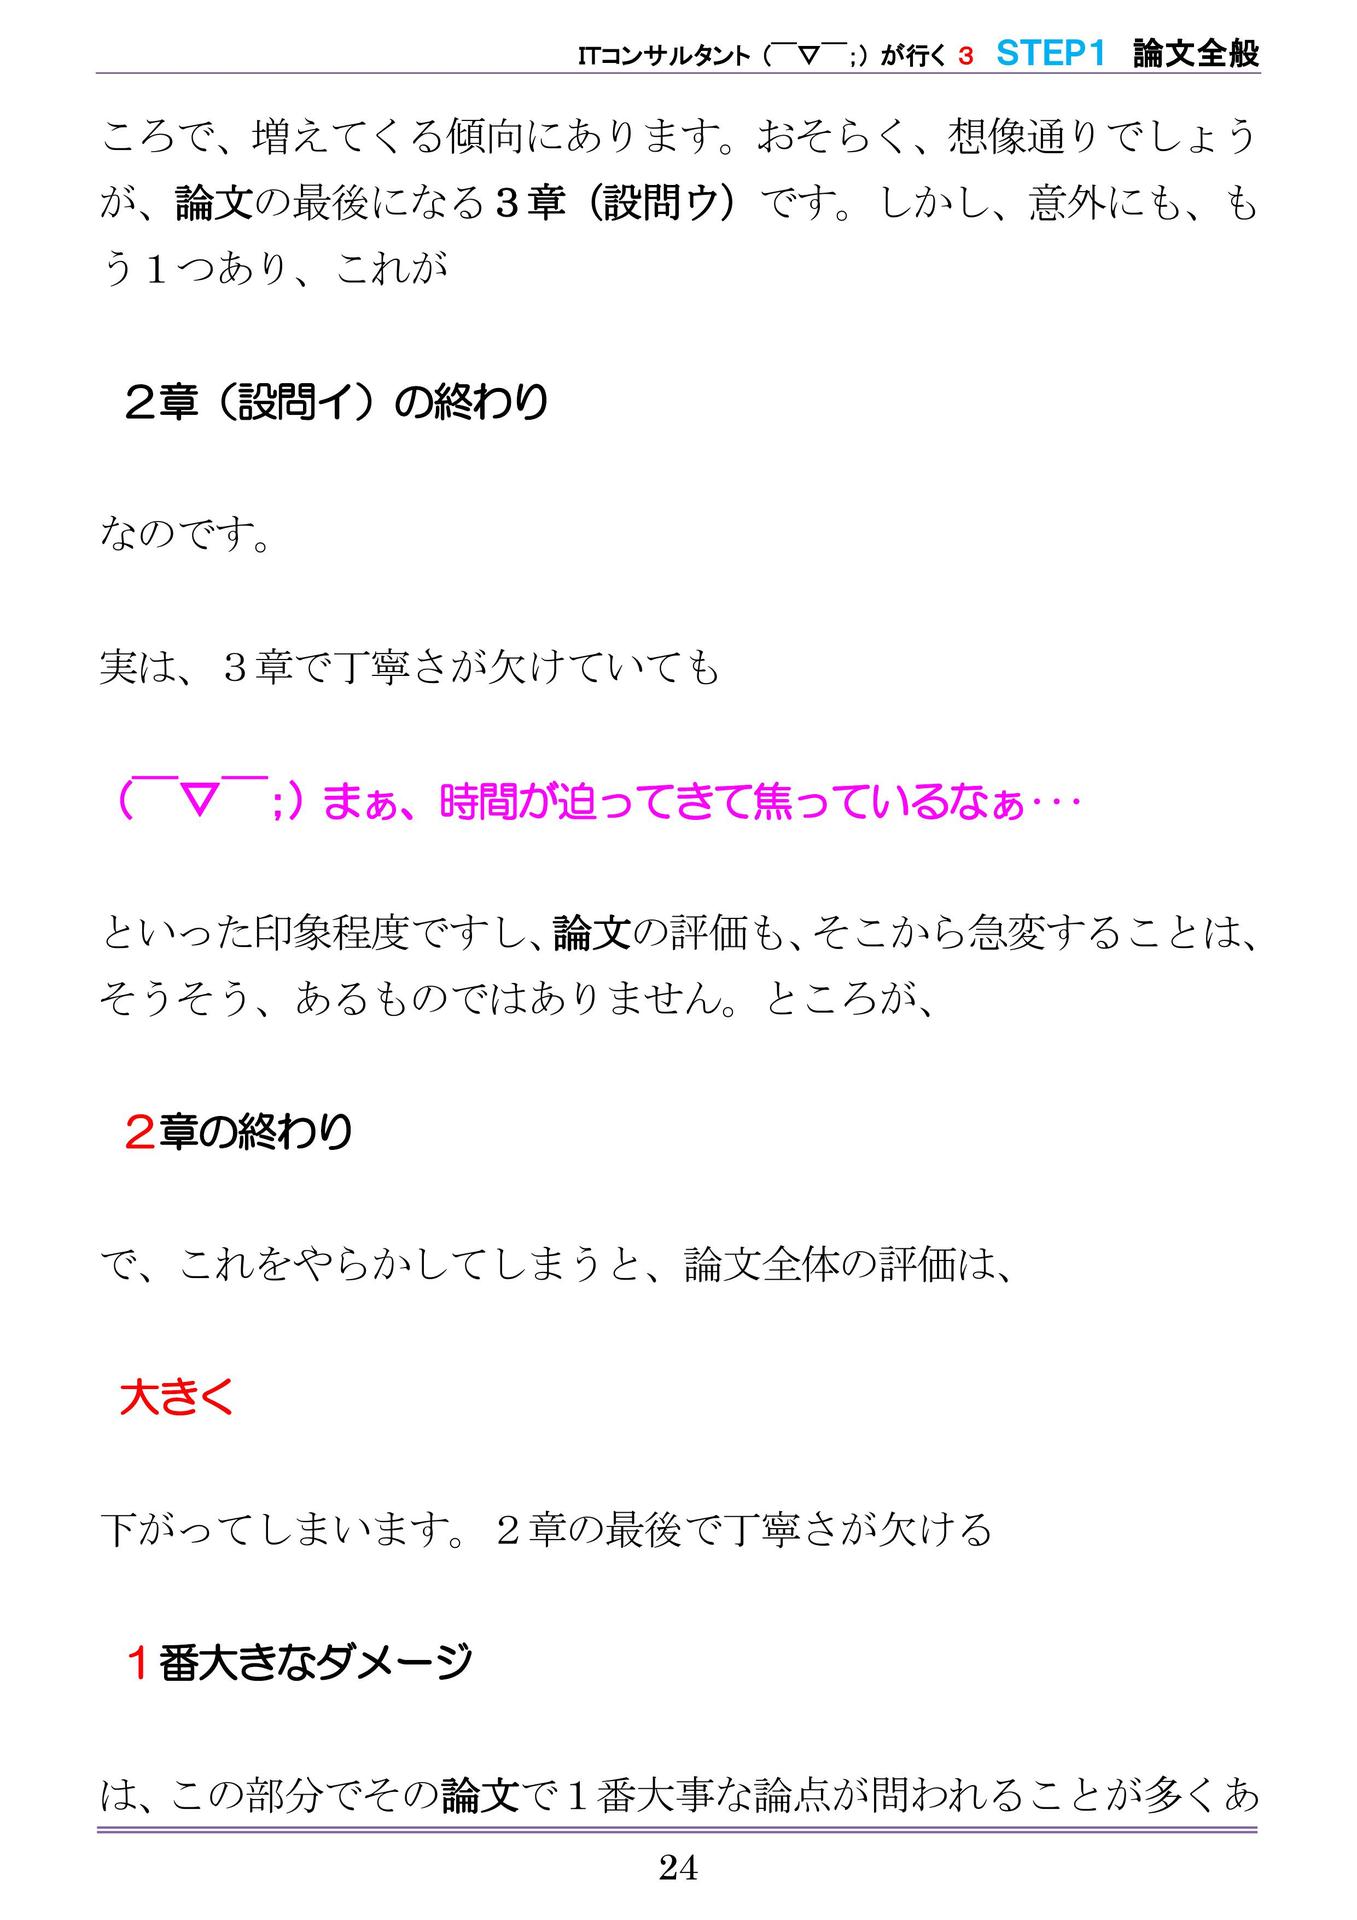 ITコンサルタント（￣▽￣；）が行く 3 STEP1 論文全般
ころで、増えてくる傾向にあります。おそらく、想像通りでしょう
が、論文の最後になる３章（設問ウ）です。しかし、意外にも、も
う１つあり、これが
２章（設問イ）の終わり
なのです。
実は、３章で丁寧さが欠けていても
（￣▽￣；）まぁ、時間が迫ってきて焦っているなぁ･･･
といった印象程度ですし、論文の評価も、そこから急変することは、
そうそう、あるものではありません。ところが、
２章の終わり
で、これをやらかしてしまうと、論文全体の評価は、
大きく
下がってしまいます。２章の最後で丁寧さが欠ける
１番大きなダメージ
は、この部分でその論文で１番大事な論点が問われることが多くあ
24